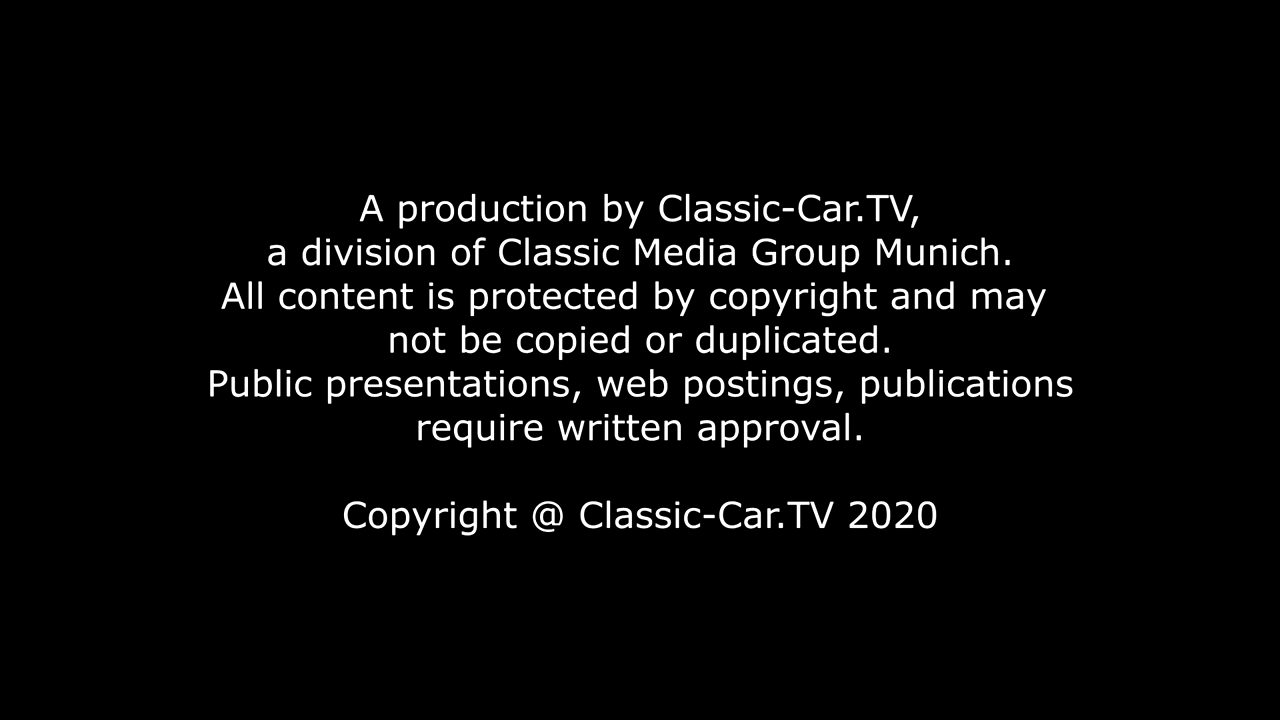 A production by Classic-Car.TV,
a division of Classic Media Group Munich.
All content is protected by copyright and may
not be copied or duplicated.
Public presentations, web postings, publications
require written approval.
Copyright @ Classic-Car.TV 2020